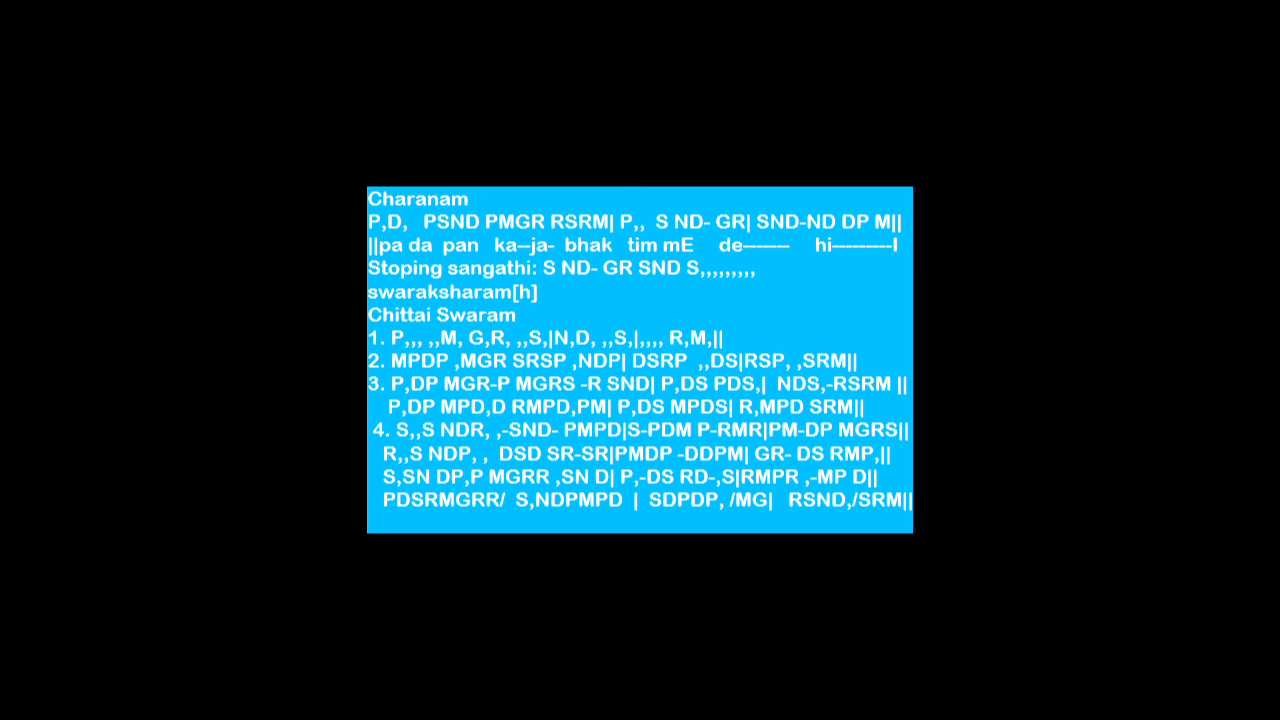 Charanam
P,D, PSND PMGR RSRM| P,, S ND- GR| SND-ND DP M||
||pa da pan ka--ja- bhak tim mE de------- hi---------I
Stoping sangathi: S ND- GR SND S,,,,,,,,,
swaraksharam[h]
Chittai Swaram
1. P,,, ,,M, G,R, ,,S,|N,D, ,,S,|,,,, R,M,||
2. MPDP ,MGR SRSP ,NDP| DSRP ,,DS|RSP, ,SRM||
3. P,DP MGR-P MGRS -R SND| P,DS PDS,| NDS,-RSRM ||
P,DP MPD,D RMPD,PM| P,DS MPDS| R,MPD SRM||
4. S,,S NDR, ,-SND- PMPD|S-PDM P-RMR|PM-DP MGRS||
R,,S NDP, , DSD SR-SR|PMDP -DDPM| GR- DS RMP,||
S,SN DP,P MGRR ,SN D| P,-DS RD-,S|RMPR ,-MP D||
PDSRMGRR/ S,NDPMPD | SDPDP, /MG| RSND,/SRM||